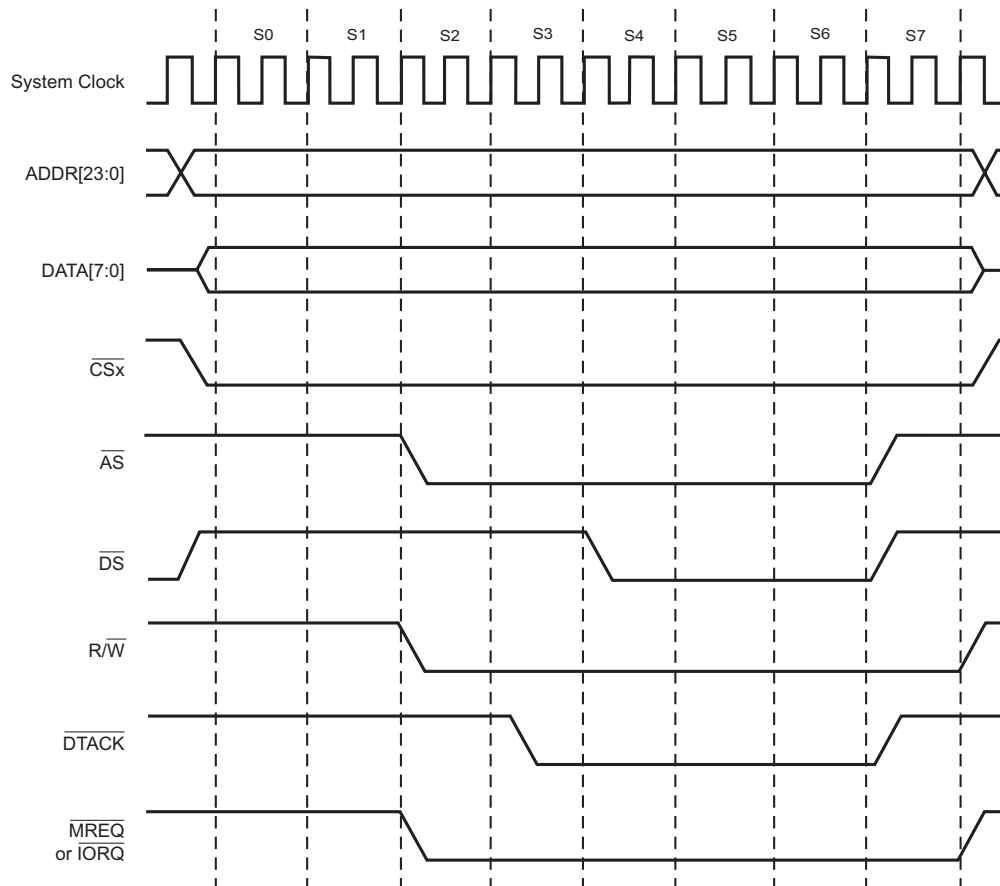 S0 S1 S2 S3 S4 S5 S6 S7
System Clock
ADDR[23:0]
DATA[7:0]
CSx
AS
DS
R/W
DTACK
MREQ
or IORQ